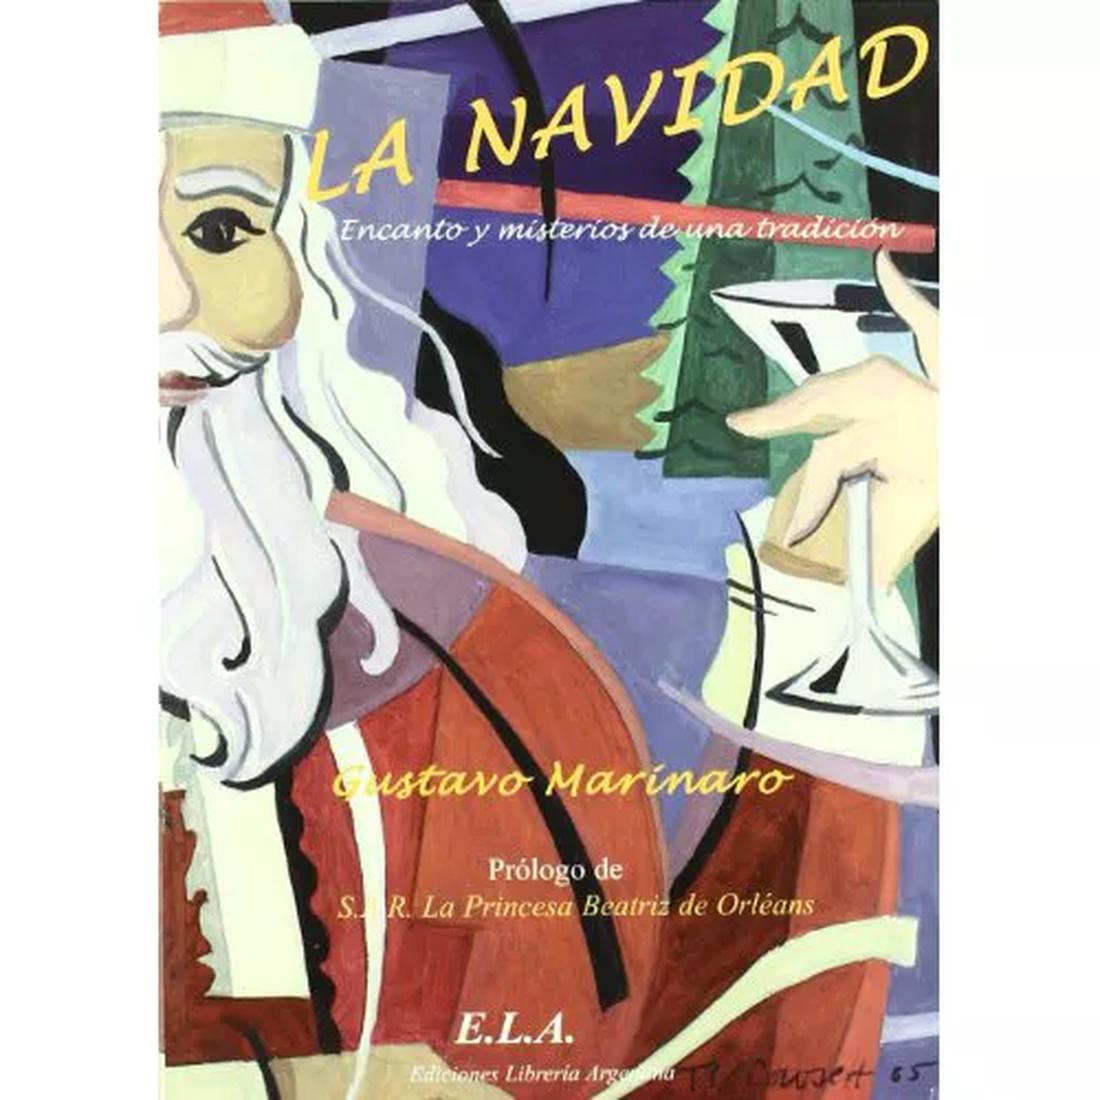 LA NAVIDAD
Encanto y misterios de una tradición
Gustavo Marinaro
Prólogo de
S.A.R. La Princesa Beatriz de Orléans
E.L.A.
Ediciones Librería Argentina
65